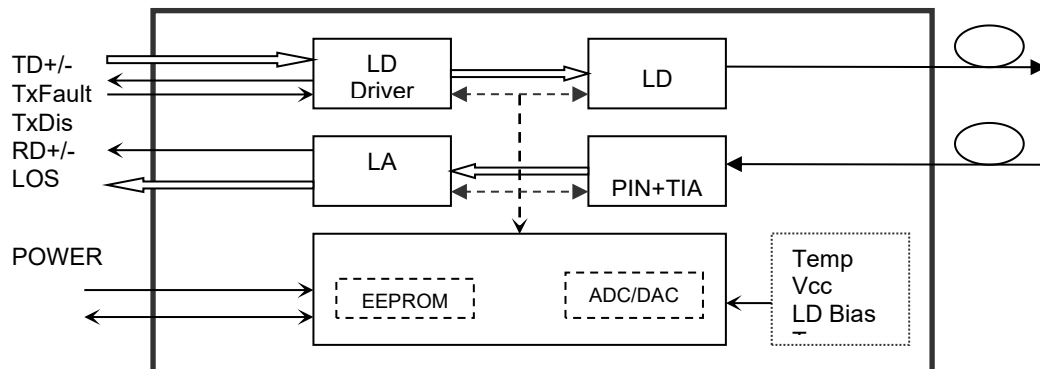 TD+/-
TxFault
TxDis
RD+/-
LOS
POWER
LD
Driver
LD
LA
PIN+TIA
EEPROM
ADC/DAC
Temp
Vcc
LD Bias